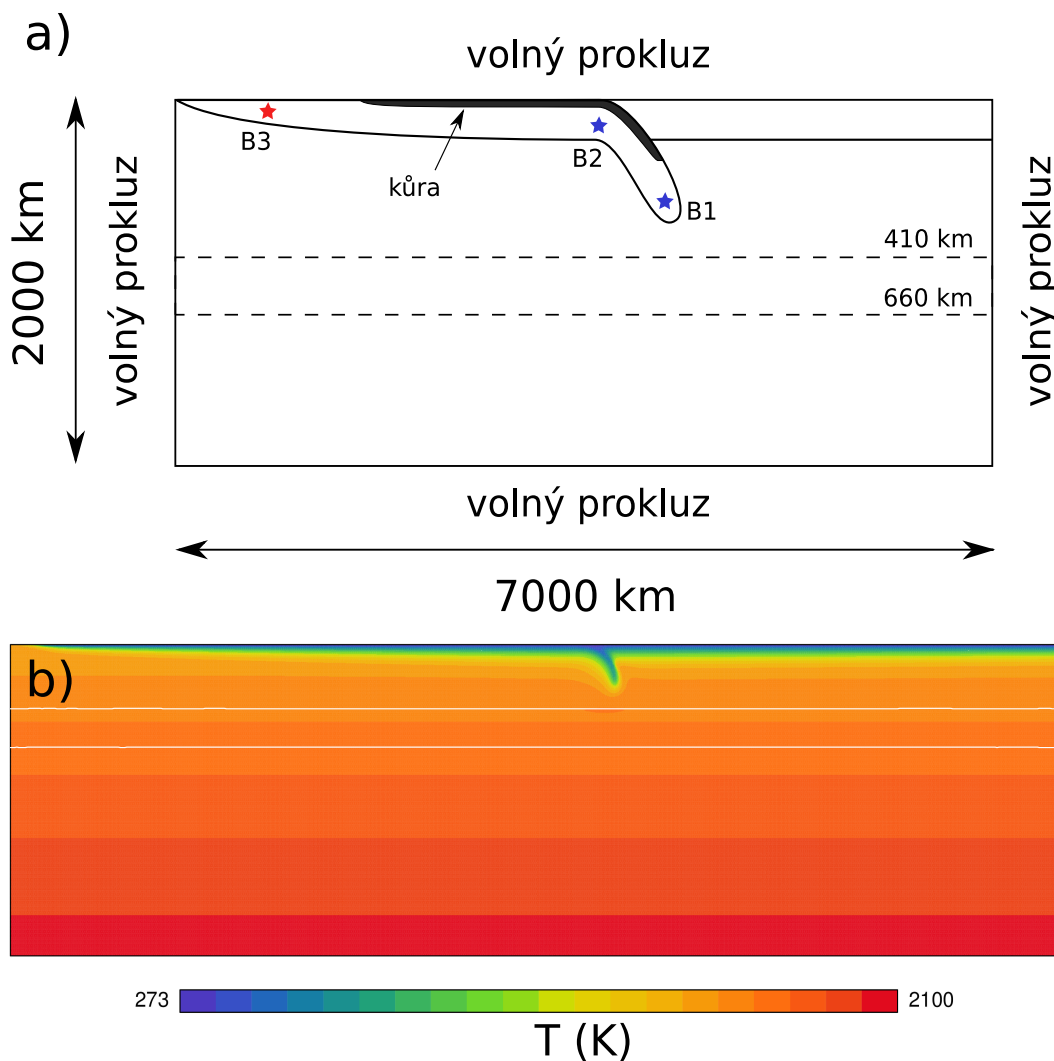 a)
volný prokluz
B3
B2
kůra
B1
410 km
660 km
2000 km
volný prokluz
volný prokluz
volný prokluz
7000 km
b)
273
2100
T (K)